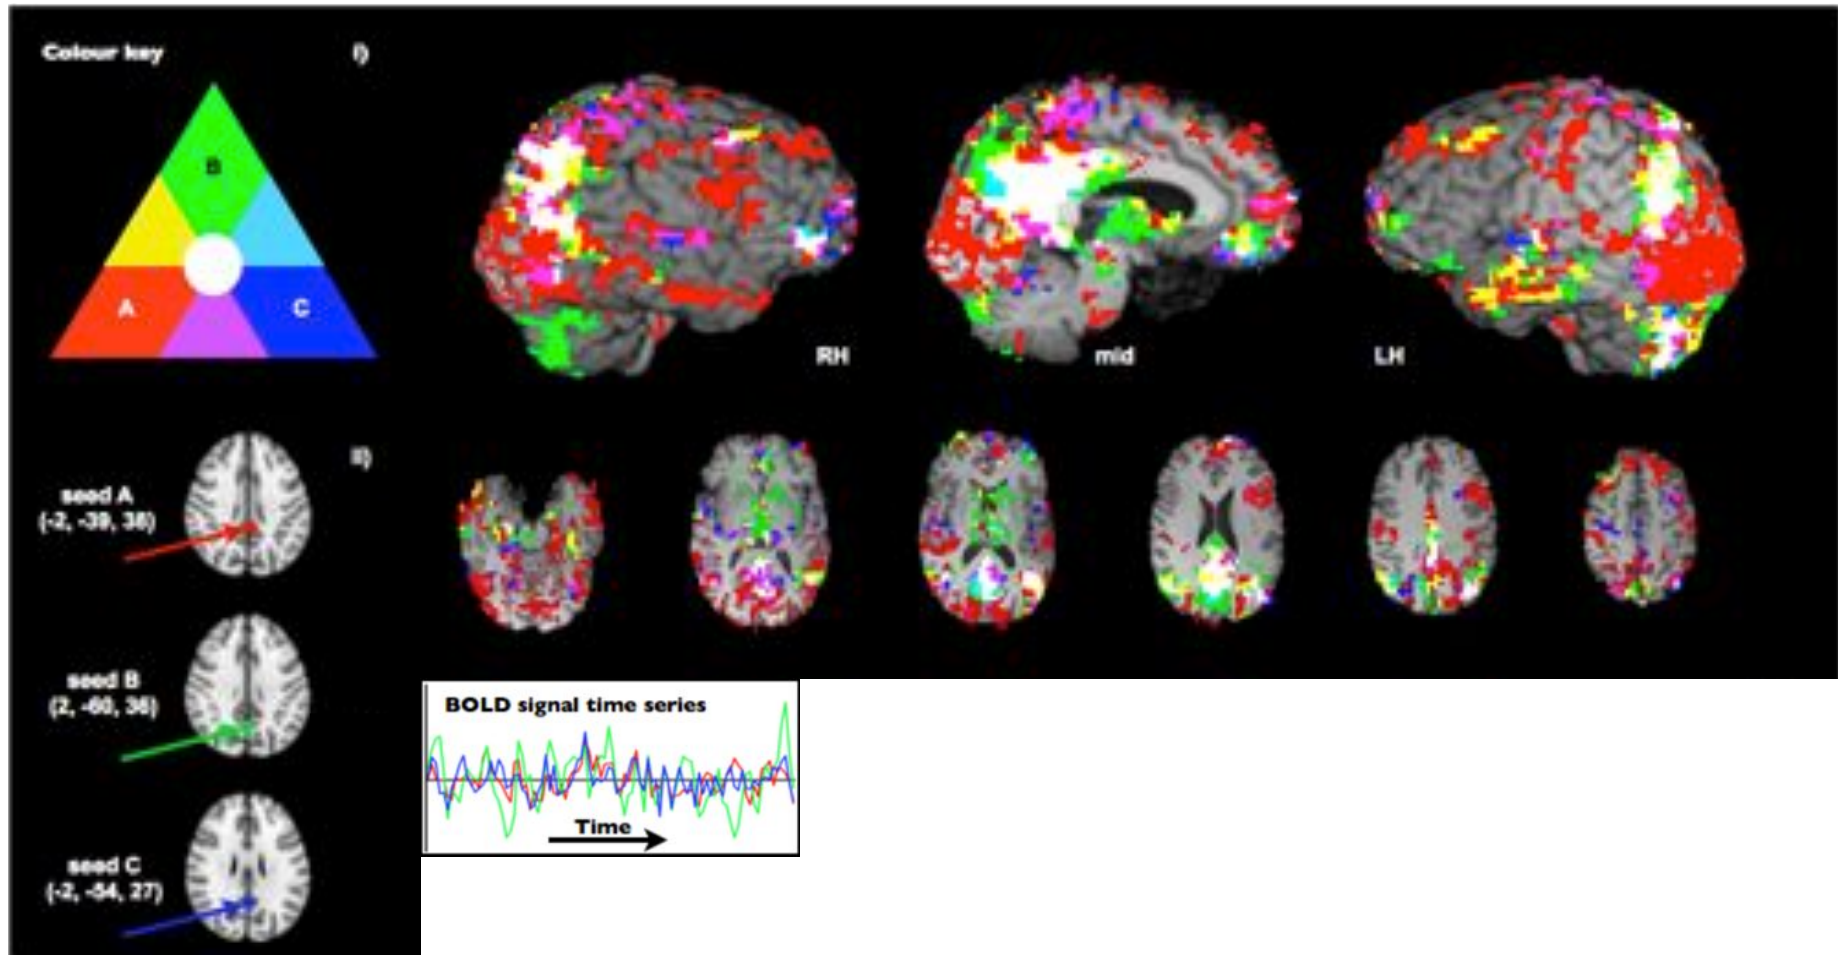 Colour key
i)
B
A
C
RH
mid
LH
ii)
seed A
(-2, -39, 38)
seed B
(2, -60, 36)
seed C
(-2, -54, 27)
BOLD signal time series
Time